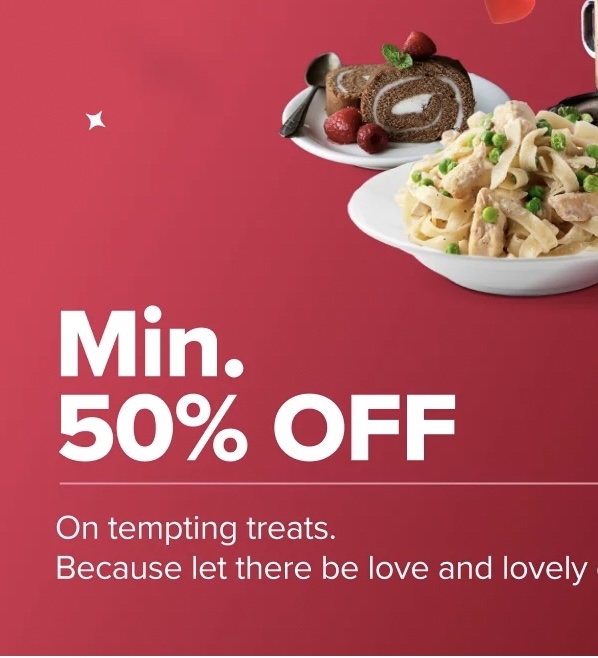 Min.
50% OFF
On tempting treats.
Because let there be love and lovely